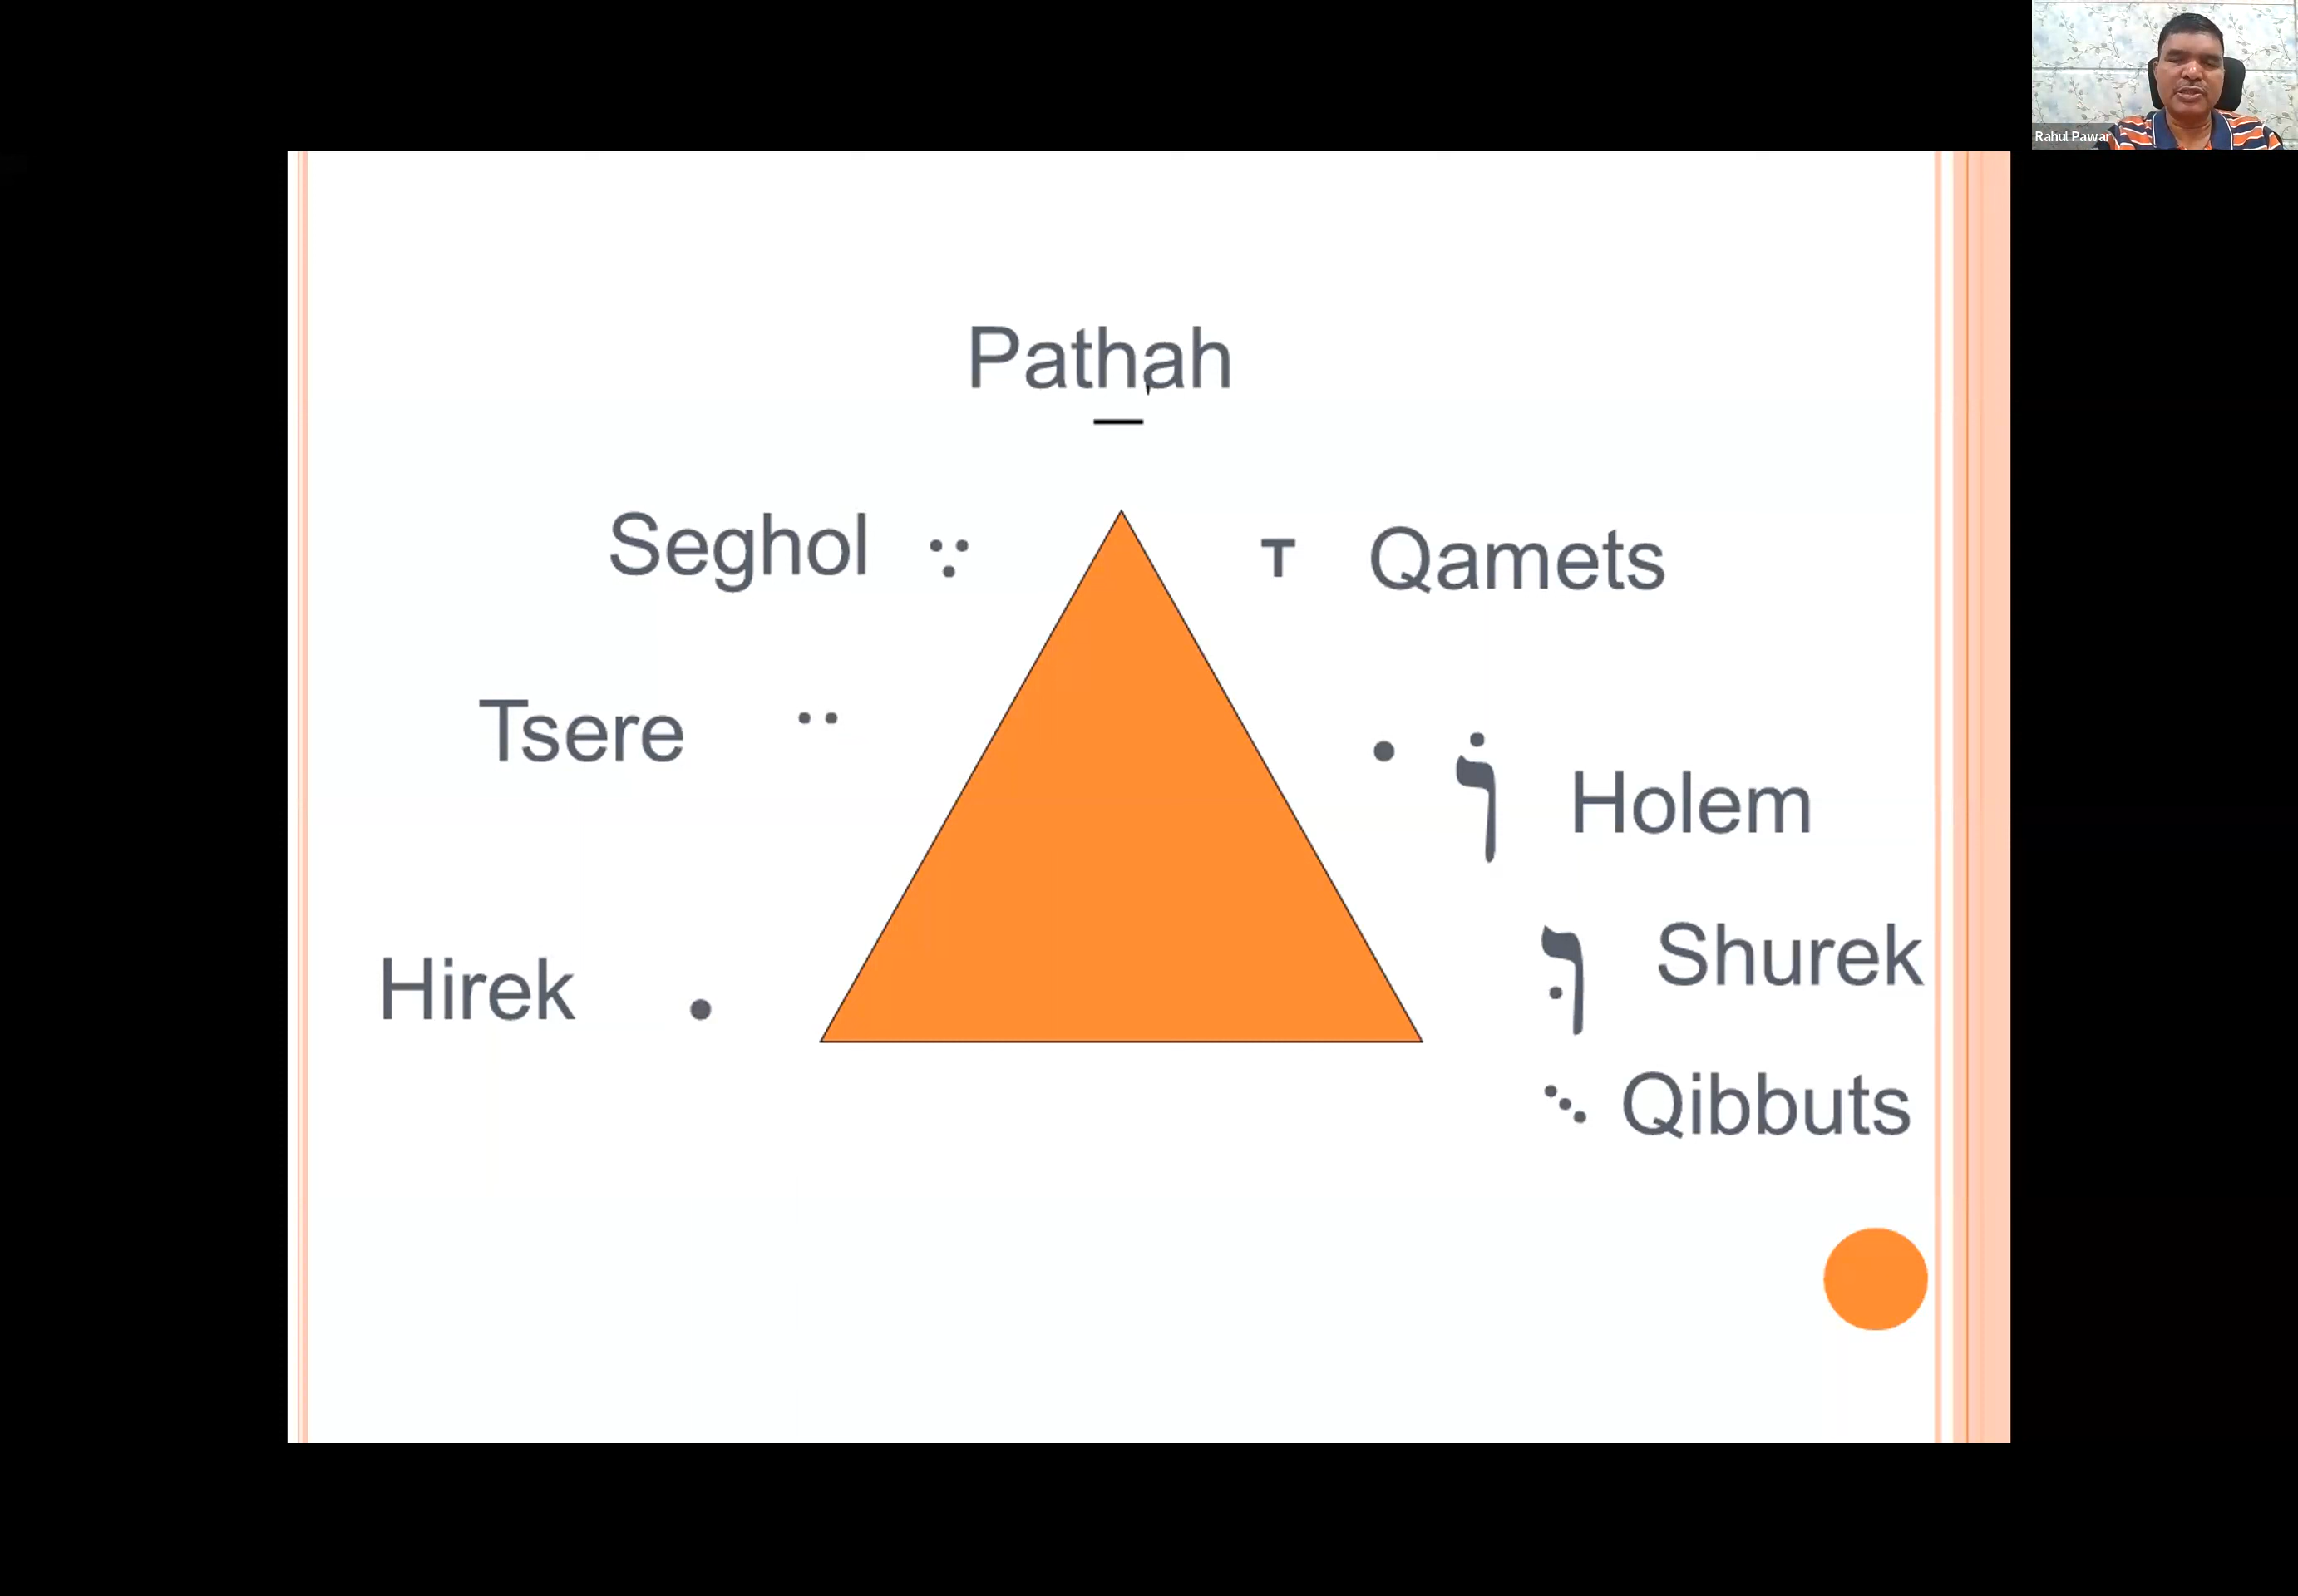 Rahul Pawar
Pathah
Seghol
Qamets
Tsere
וֹ Holem
Hirek
וּ Shurek
Qibbuts